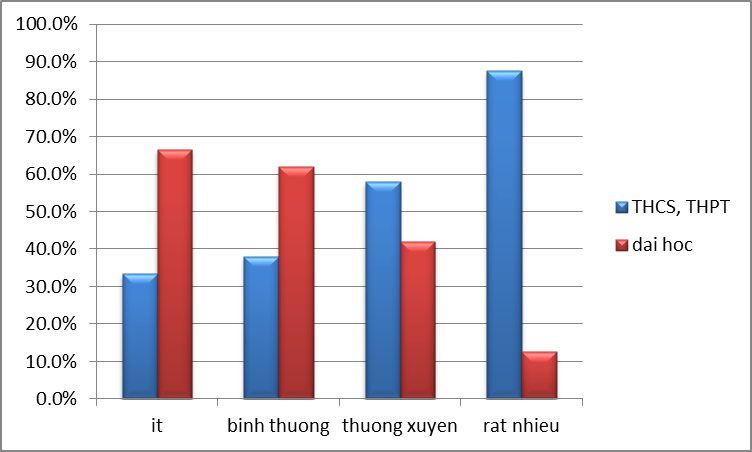 100.0%
90.0%
80.0%
70.0%
60.0%
50.0%
40.0%
30.0%
20.0%
10.0%
0.0%
it
binh thuong
thuong xuyen
rat nhieu
THCS, THPT
dai hoc